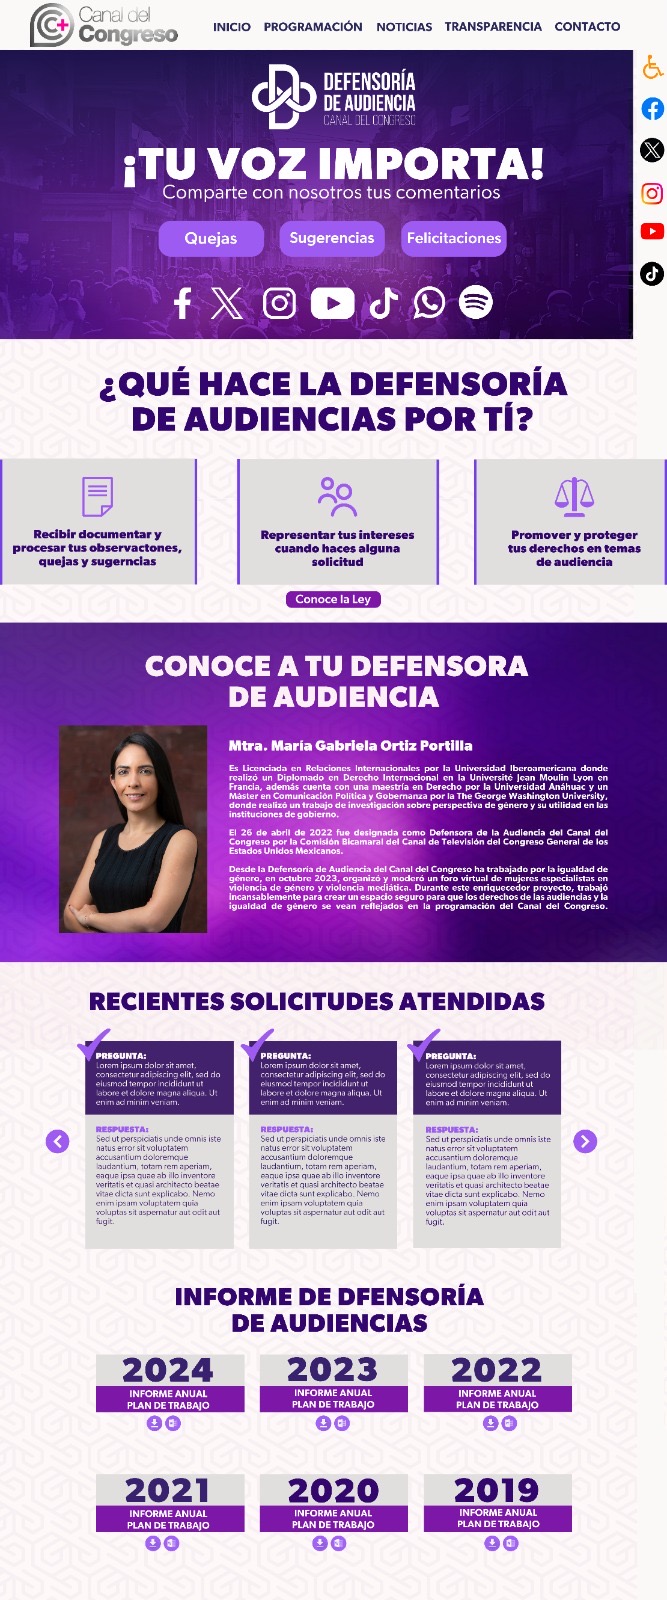 Canal del
Congreso
INICIO PROGRAMACIÓN NOTICIAS TRANSPARENCIA CONTACTO
DEFENSORÍA
DE AUDIENCIA
CANAL DEL CONGRESO
¡TU VOZ IMPORTA!
Comparte con nosotros tus comentarios
Quejas Sugerencias Felicitaciones
¿QUÉ HACE LA DEFENSORÍA
DE AUDIENCIAS POR TÍ?
Recibir documentar y
procesar tus observactones,
quejas y sugerncias
Representar tus intereses
cuando haces alguna
solicitud
Promover y proteger
tus derechos en temas
de audiencia
Conoce la Ley
CONOCE A TU DEFENSORA
DE AUDIENCIA
Mtra. María Gabriela Ortiz Portilla
Es Licenciada en Relaciones Internacionales por la Universidad Iberoamericana donde
realizó un Diplomado en Derecho Internacional en la Université Jean Moulin Lyon en
Francia, además cuenta con una maestría en Derecho por la Universidad Anáhuac y un
Máster en Comunicación Política y Gobernanza por la The George Washington University,
donde realizó un trabajo de investigación sobre perspectiva de género y su utilidad en las
instituciones de gobierno.
El 26 de abril de 2022 fue designada como Defensora de la Audiencia del Canal del
Congreso por la Comisión Bicamaral del Canal de Televisión del Congreso General de los
Estados Unidos Mexicanos.
Desde la Defensoría de Audiencia del Canal del Congreso ha trabajado por la igualdad de
género, en octubre 2023, organizó y moderó un foro virtual de mujeres especialistas en
violencia de género y violencia mediática. Durante este enriquecedor proyecto, trabajó
incansablemente para crear un espacio seguro para que los derechos de las audiencias y la
igualdad de género se vean reflejados en la programación del Canal del Congreso.
RECIENTES SOLICITUDES ATENDIDAS
PREGUNTA:
Lorem ipsum dolor sit amet,
consectetur adipiscing elit, sed do
eiusmod tempor incididunt ut
labore et dolore magna aliqua. Ut
enim ad minim veniam.
RESPUESTA:
Sed ut perspiciatis unde omnis iste
natus error sit voluptatem
accusantium doloremque
laudantium, totam rem aperiam,
eaque ipsa quae ab illo inventore
veritatis et quasi architecto beatae
vitae dicta sunt explicabo. Nemo
enim ipsam voluptatem quia
voluptas sit aspernatur aut odit aut
fugit.
PREGUNTA:
Lorem ipsum dolor sit amet,
consectetur adipiscing elit, sed do
eiusmod tempor incididunt ut
labore et dolore magna aliqua. Ut
enim ad minim veniam.
RESPUESTA:
Sed ut perspiciatis unde omnis iste
natus error sit voluptatem
accusantium doloremque
laudantium, totam rem aperiam,
eaque ipsa quae ab illo inventore
veritatis et quasi architecto beatae
vitae dicta sunt explicabo. Nemo
enim ipsam voluptatem quia
voluptas sit aspernatur aut odit aut
fugit.
PREGUNTA:
Lorem ipsum dolor sit amet,
consectetur adipiscing elit, sed do
eiusmod tempor incididunt ut
labore et dolore magna aliqua. Ut
enim ad minim veniam.
RESPUESTA:
Sed ut perspiciatis unde omnis iste
natus error sit voluptatem
accusantium doloremque
laudantium, totam rem aperiam,
eaque ipsa quae ab illo inventore
veritatis et quasi architecto beatae
vitae dicta sunt explicabo. Nemo
enim ipsam voluptatem quia
voluptas sit aspernatur aut odit aut
fugit.
INFORME DE DFENSORÍA
DE AUDIENCIAS
2024
INFORME ANUAL
PLAN DE TRABAJO
2023
INFORME ANUAL
PLAN DE TRABAJO
2022
INFORME ANUAL
PLAN DE TRABAJO
2021
INFORME ANUAL
PLAN DE TRABAJO
2020
INFORME ANUAL
PLAN DE TRABAJO
2019
INFORME ANUAL
PLAN DE TRABAJO